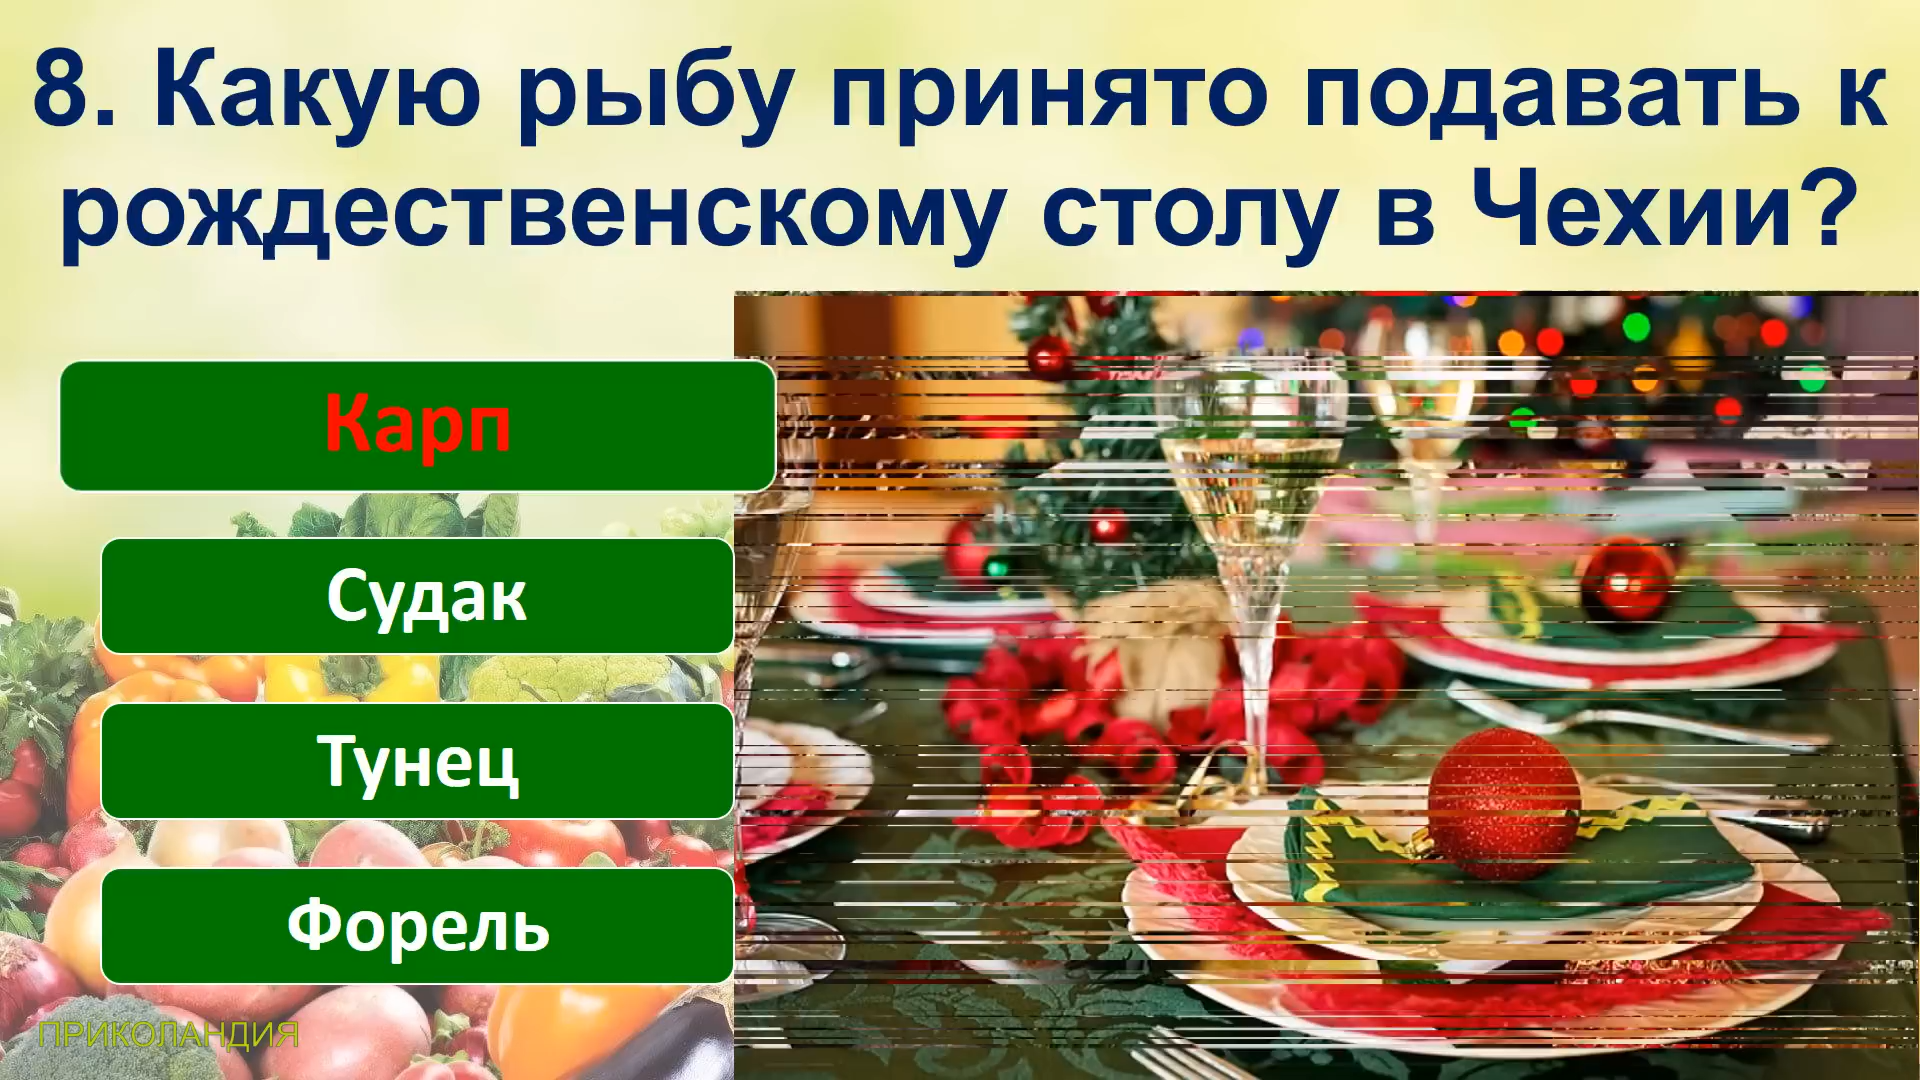 8. Какую рыбу принято подавать к
рождественскому столу в Чехии?
Карп
Судак
Тунец
Форель
ПРИКОЛАНДИЯ